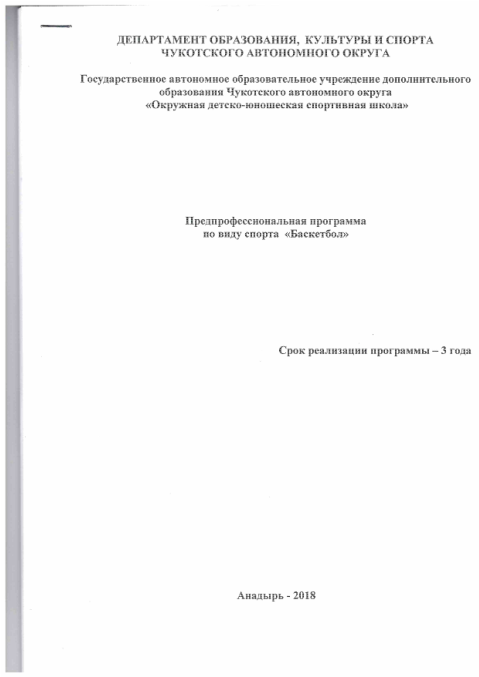 ДЕПАРТАМЕНТ ОБРАЗОВАНИЯ, КУЛЬТУРЫ И СПОРТА
ЧУКОТСКОГО АВТОНОМНОГО ОКРУГА
Государственное автономное образовательное учреждение дополнительного
образования Чукотского автономного округа
«Окружная детско-юношеская спортивная школа»
Предпрофессиональная программа
по виду спорта «Баскетбол»
Срок реализации программы – 3 года
Анадырь - 2018